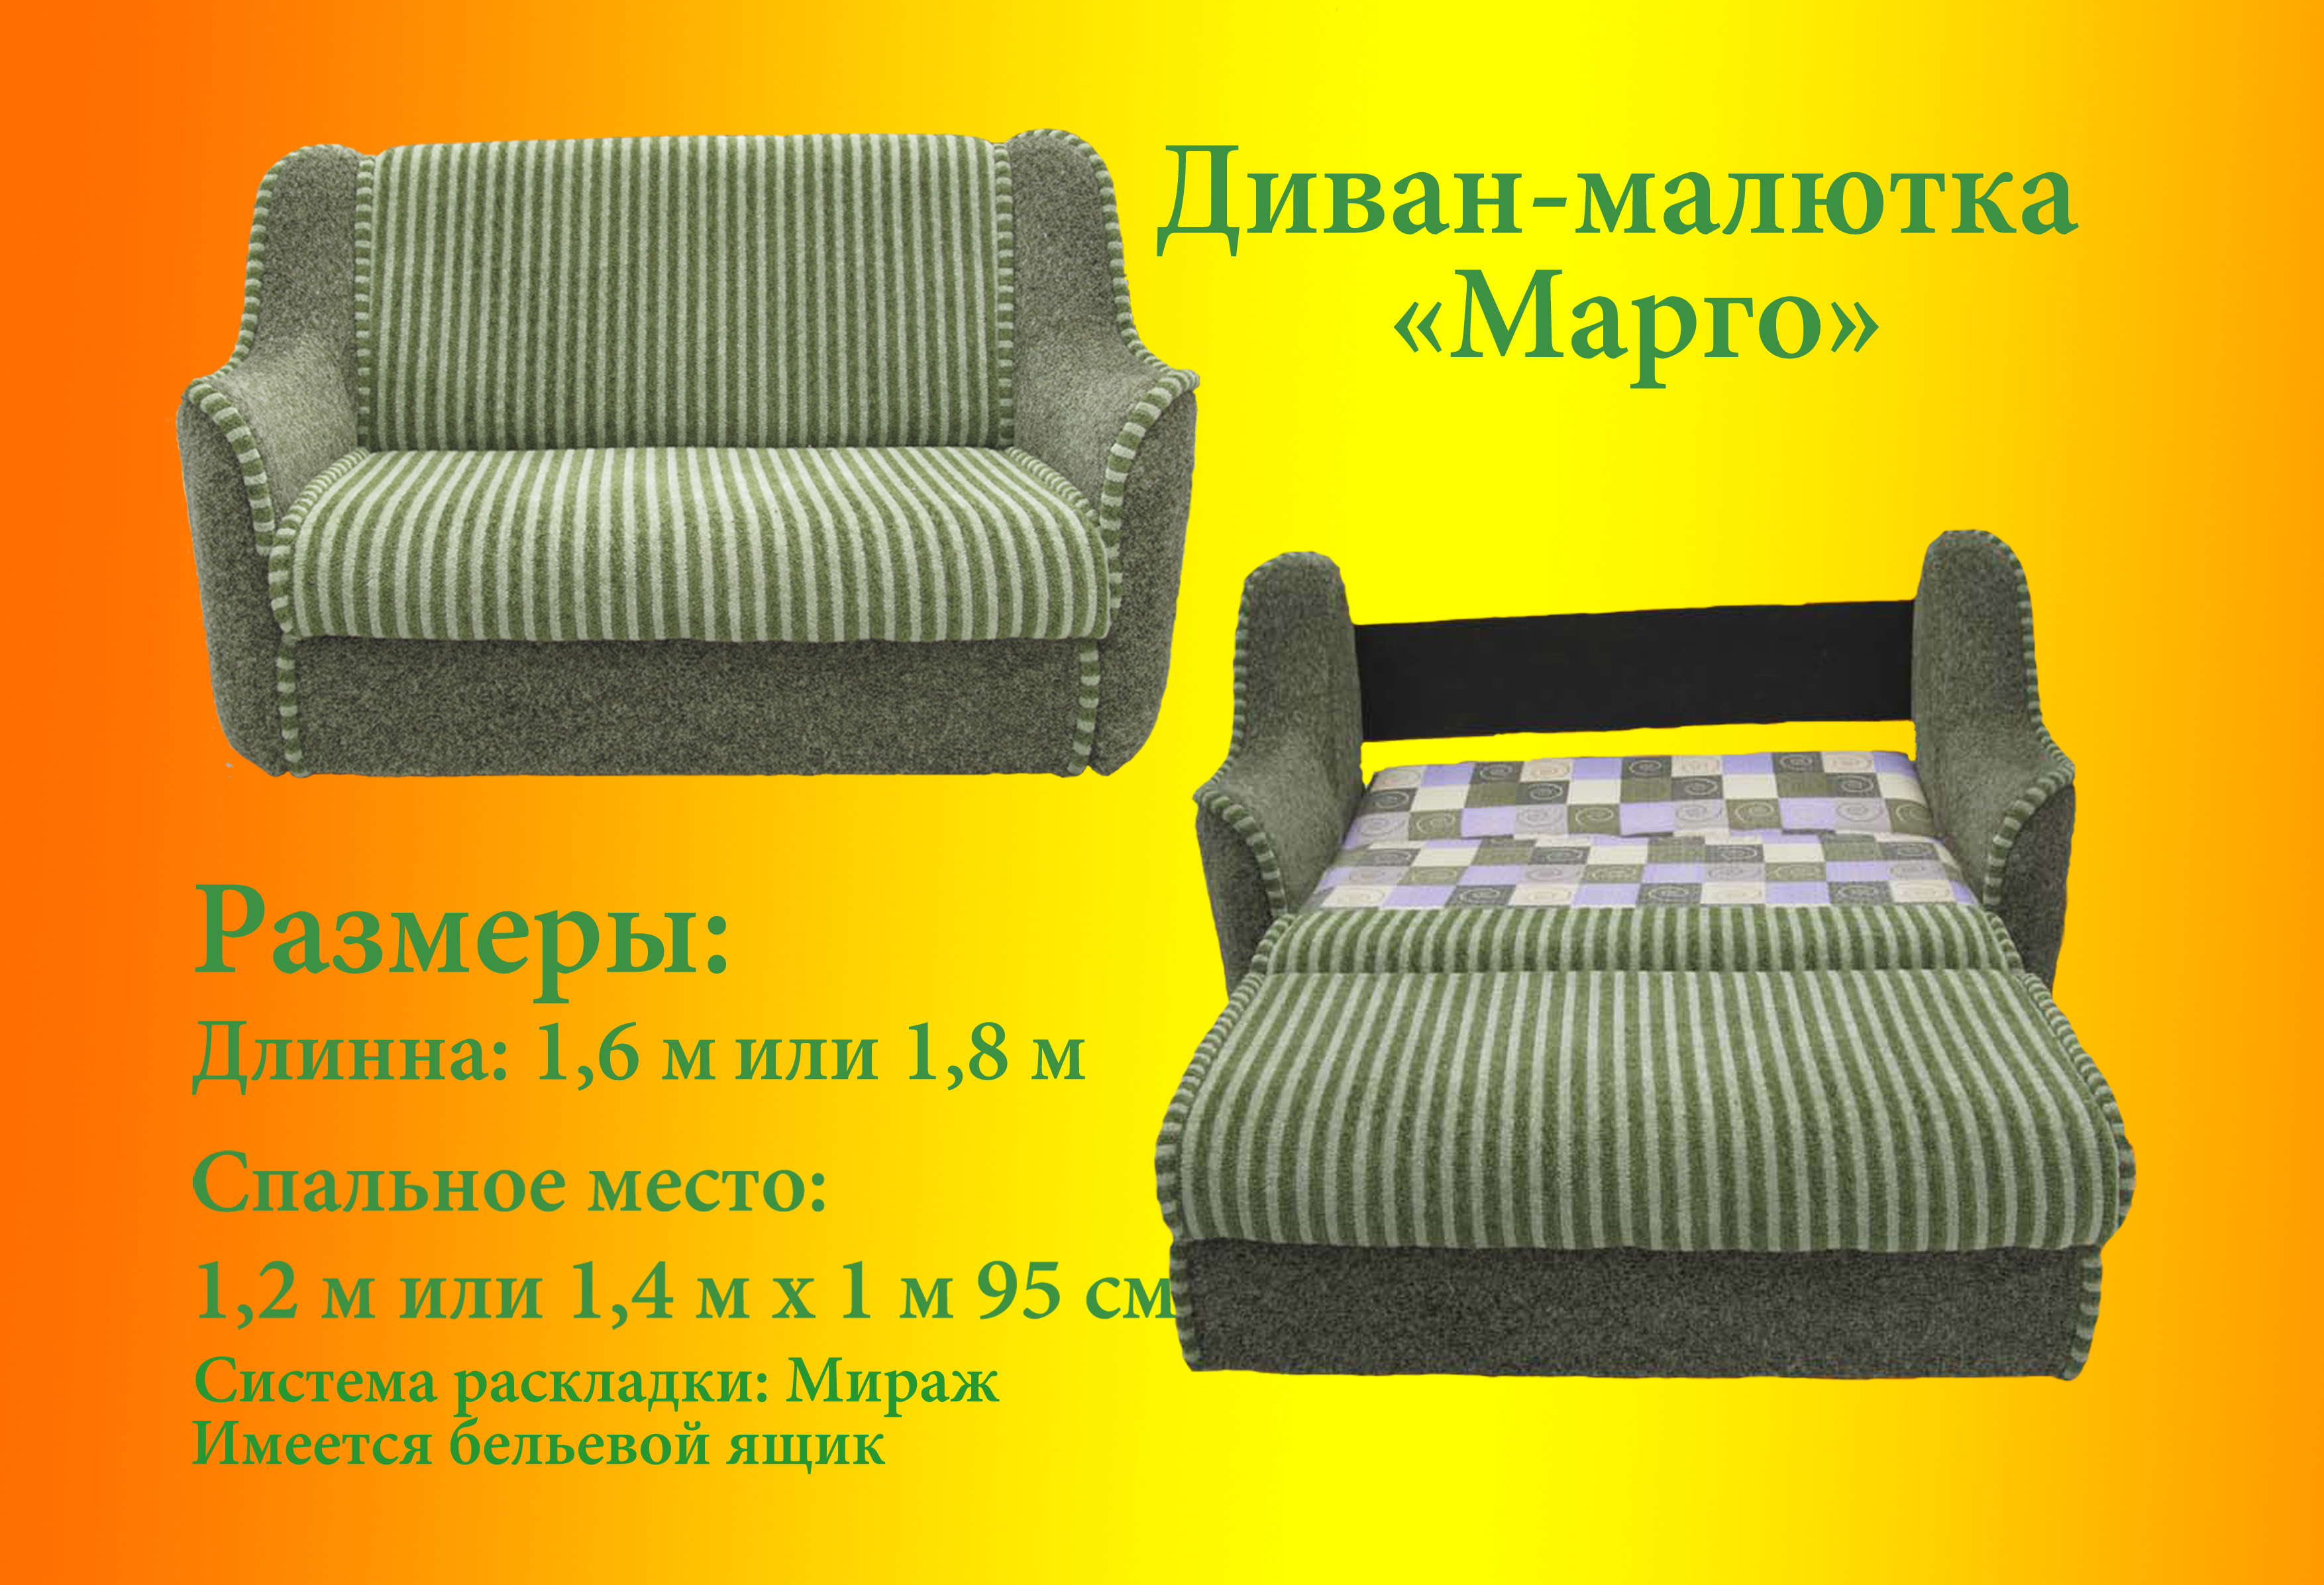 Диван-малютка
«Марго»
Размеры:
Длинна: 1,6 м или 1,8 м
Спальное место:
1,2 м или 1,4 м х 1 м 95 см
Система раскладки: Мираж
Имеется бельевой ящик